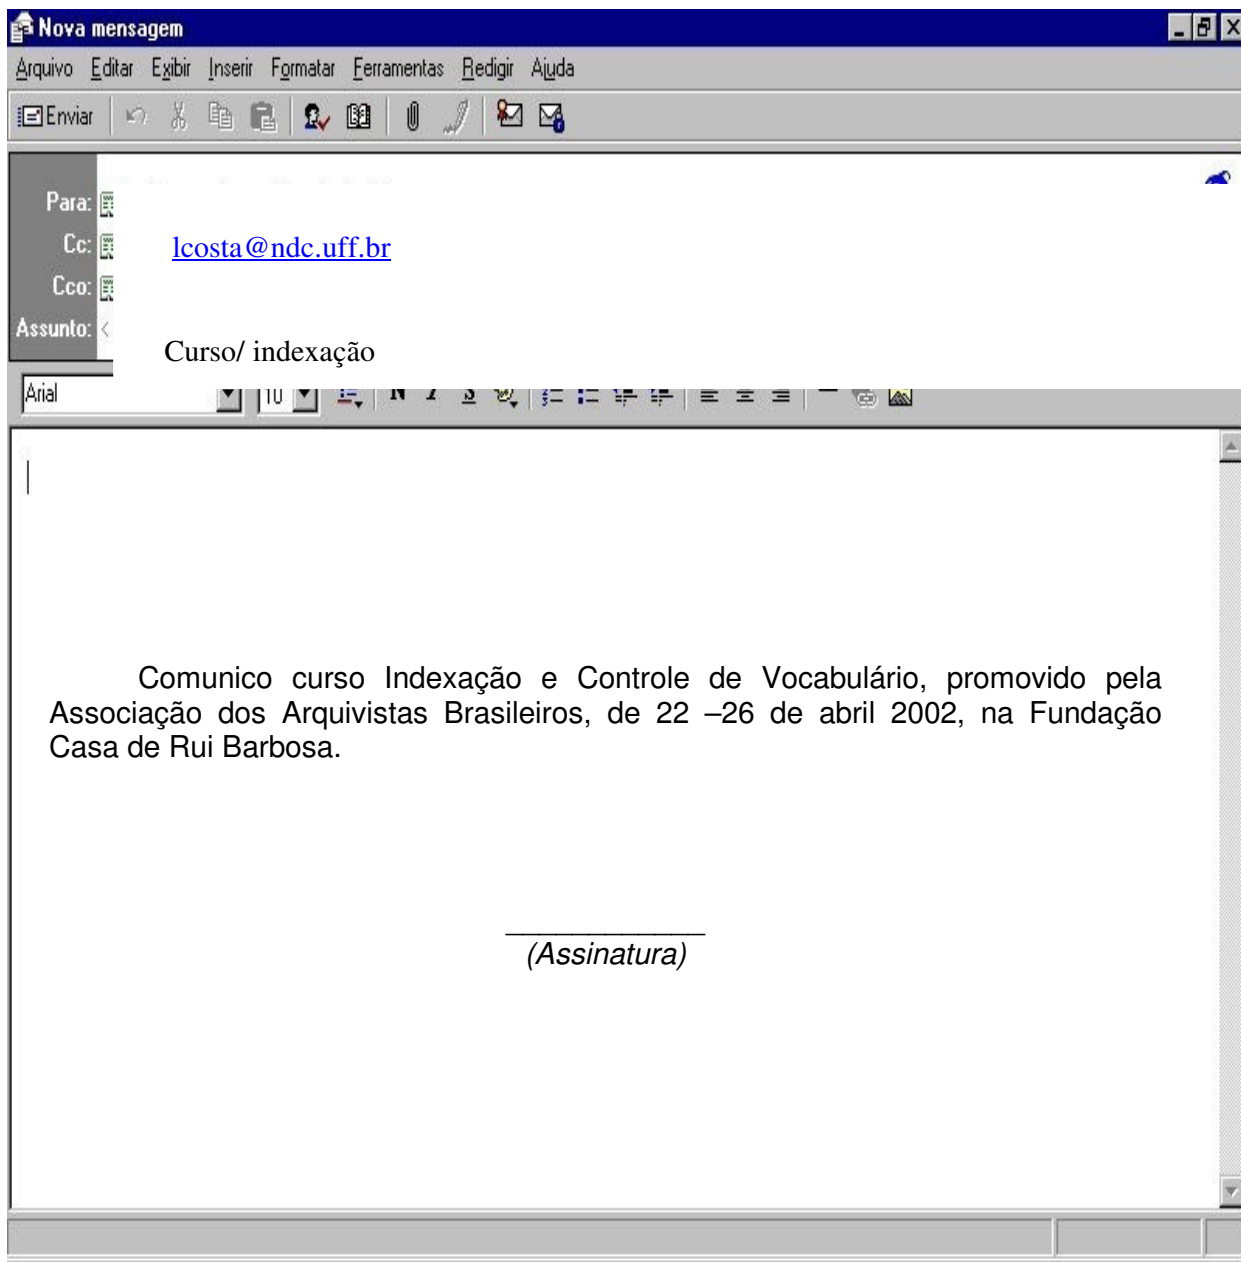 Nova mensagem
Arquivo Editar Exibir Inserir Formatar Ferramentas Redigir Ajuda
Enviar
Para:
Cc: lcosta@ndc.uff.br
Cco:
Assunto: Curso/ indexação
Arial 10 N I S
Comunico curso Indexação e Controle de Vocabulário, promovido pela
Associação dos Arquivistas Brasileiros, de 22 –26 de abril 2002, na Fundação
Casa de Rui Barbosa.
(Assinatura)